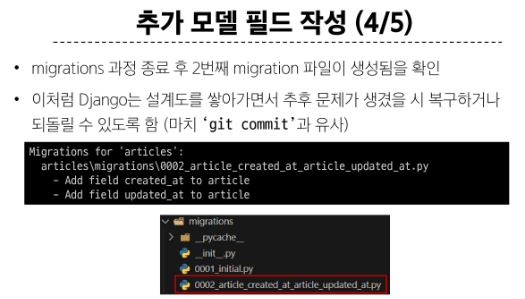 추가 모델 필드 작성 (4/5)
• migrations 과정 종료 후 2번째 migration 파일이 생성됨을 확인
• 이처럼 Django는 설계도를 쌓아가면서 추후 문제가 생겼을 시 복구하거나
되돌릴 수 있도록 함 (마치 ‘git commit’과 유사)
Migrations for 'articles':
articles\migrations\0002_article_created_at_article_updated_at.py
- Add field created_at to article
- Add field updated_at to article
migrations
__pycache__
__init__.py
0001_initial.py
0002_article_created_at_article_updated_at.py